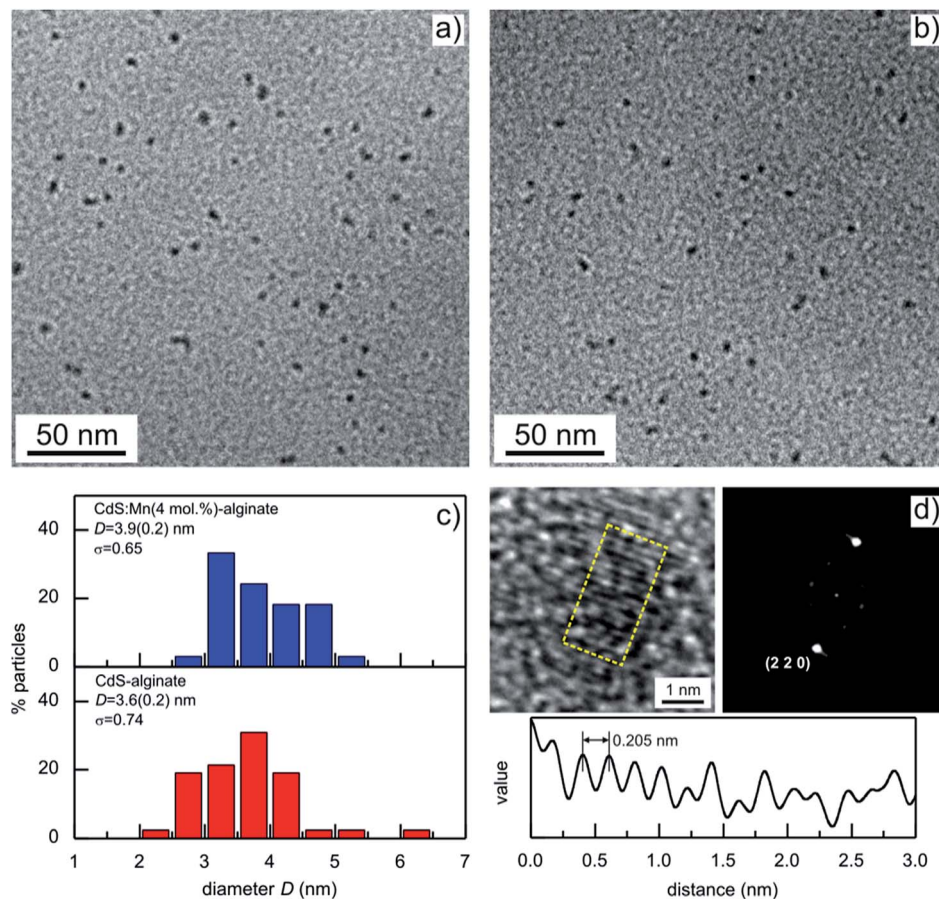 a)
50 nm
b)
50 nm
c)
CdS:Mn(4 mol.%)-alginate
D=3.9(0.2) nm
σ=0.65
40
20
0
CdS-alginate
D=3.6(0.2) nm
σ=0.74
40
20
0
% particles
1 2 3 4 5 6 7
diameter D (nm)
d)
1 nm
(2 2 0)
0.205 nm
value
0.0 0.5 1.0 1.5 2.0 2.5 3.0
distance (nm)